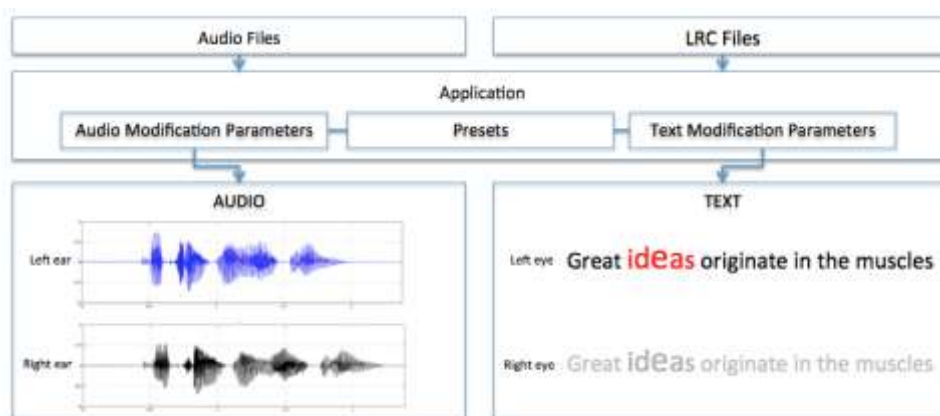 Audio Files
LRC Files
Application
Audio Modification Parameters
Presets
Text Modification Parameters
AUDIO
Left ear
Right ear
TEXT
Left eye Great ideas originate in the muscles
Right eye Great ideas originate in the muscles